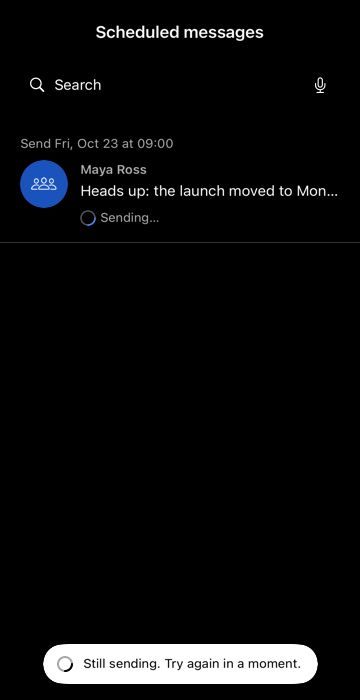 Scheduled messages
Search
Send Fri, Oct 23 at 09:00
Maya Ross
Heads up: the launch moved to Mon...
Sending...
Still sending. Try again in a moment.